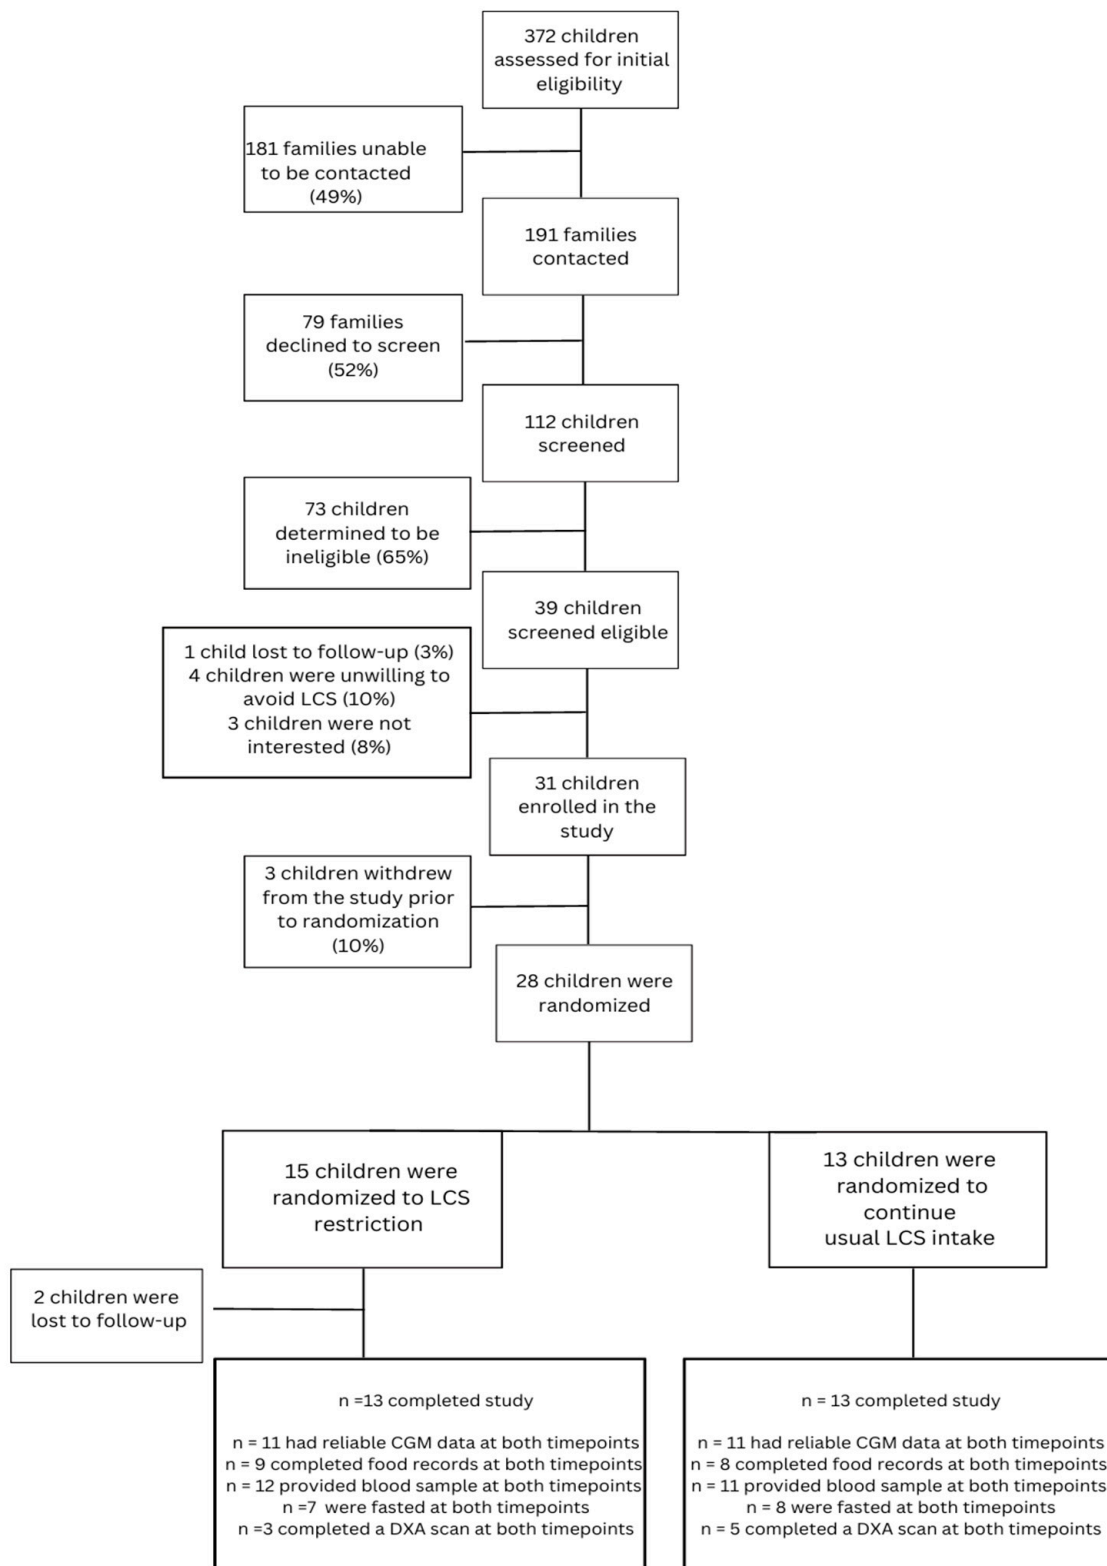 372 children
assessed for initial
eligibility
181 families unable
to be contacted
(49%)
191 families
contacted
79 families
declined to screen
(52%)
112 children
screened
73 children
determined to be
ineligible (65%)
39 children
screened eligible
1 child lost to follow-up (3%)
4 children were unwilling to
avoid LCS (10%)
3 children were not
interested (8%)
31 children
enrolled in the
study
3 children withdrew
from the study prior
to randomization
(10%)
28 children were
randomized
15 children were
randomized to LCS
restriction
13 children were
randomized to
continue
usual LCS intake
2 children were
lost to follow-up
n =13 completed study
n = 11 had reliable CGM data at both timepoints
n = 9 completed food records at both timepoints
n = 12 provided blood sample at both timepoints
n =7 were fasted at both timepoints
n =3 completed a DXA scan at both timepoints
n = 13 completed study
n = 11 had reliable CGM data at both timepoints
n = 8 completed food records at both timepoints
n = 11 provided blood sample at both timepoints
n = 8 were fasted at both timepoints
n = 5 completed a DXA scan at both timepoints